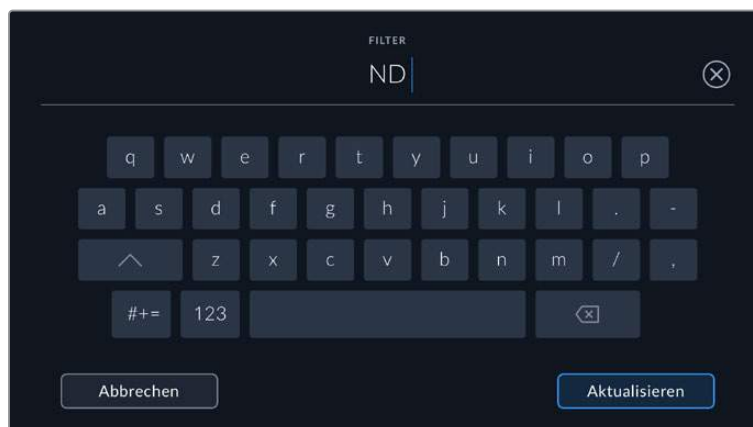 FILTER
ND
q w e r t y u i o p
a s d f g h j k l . -
z x c v b n m / ,
#+= 123
Abbrechen Aktualisieren